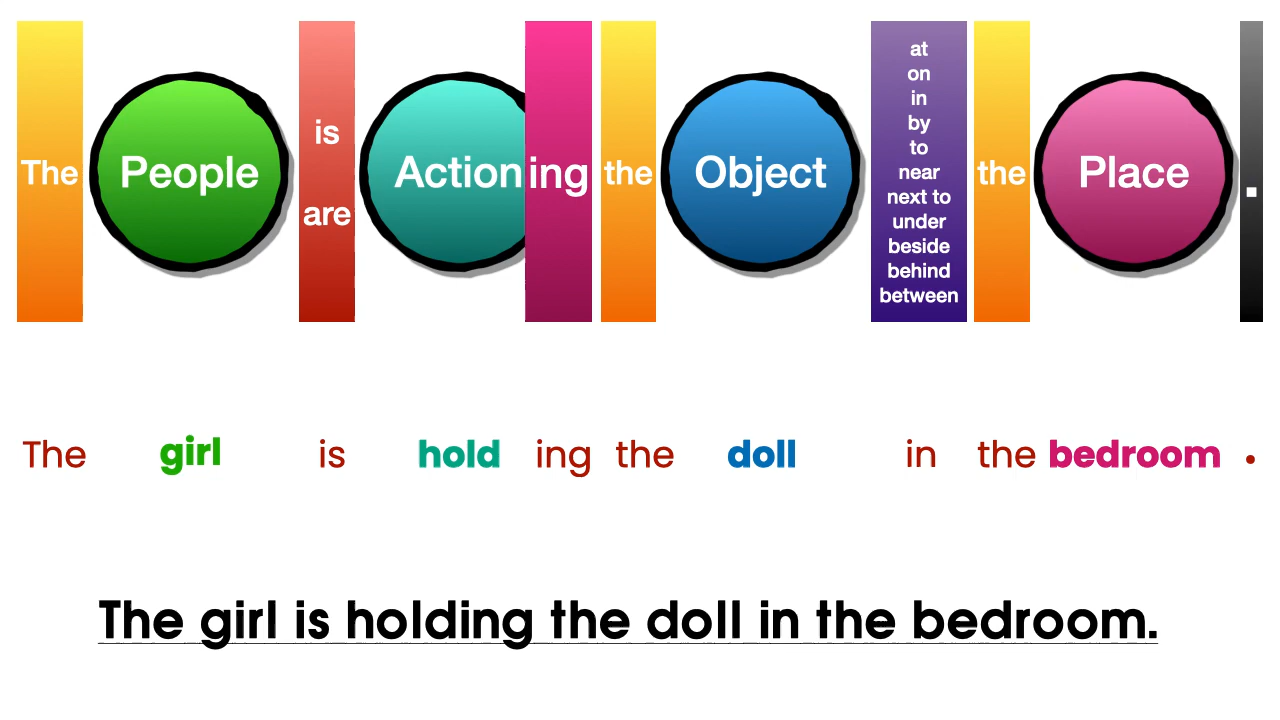 The People is are Action ing the Object at on in by to near next to under beside behind between the Place .
The girl is hold ing the doll in the bedroom .
The girl is holding the doll in the bedroom.